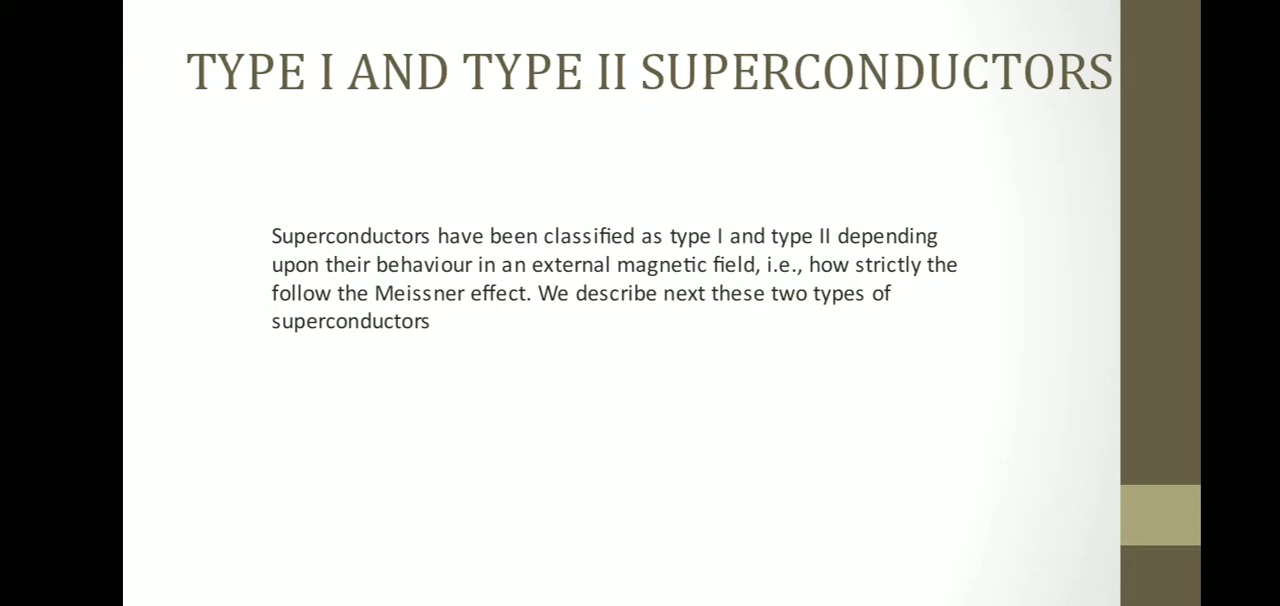 TYPE I AND TYPE II SUPERCONDUCTORS
Superconductors have been classified as type I and type II depending
upon their behaviour in an external magnetic field, i.e., how strictly the
follow the Meissner effect. We describe next these two types of
superconductors